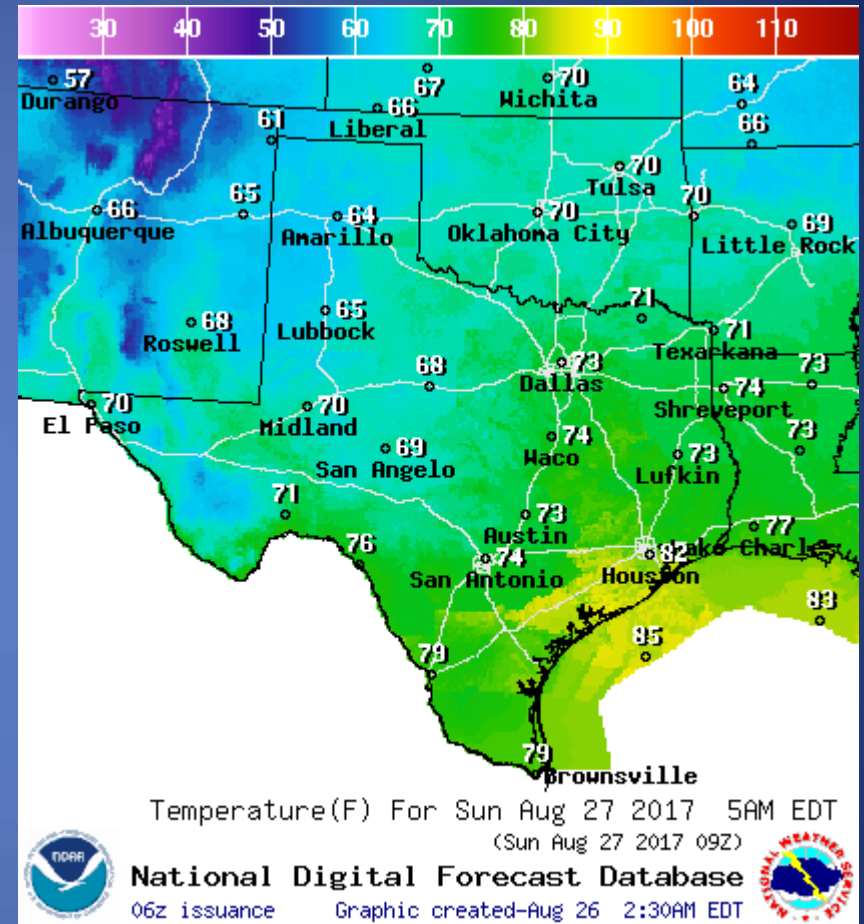 30 40 50 60 70 80 90 100 110
57
Durango
67
66
Liberal
70
Wichita
64
61
66
66
Albuquerque
65
64
Amarillo
70
Tulsa
70
Oklahoma City
70
69
Little Rock
68
Roswell
65
Lubbock
71
71
Texarkana
73
Dallas
68
74
Shreveport
73
70
El Paso
70
Midland
69
San Angelo
74
Waco
73
Lufkin
73
71
73
Austin
77
Lake Charles
76
74
San Antonio
82
Houston
83
85
79
79
Brownsville
Temperature(F) For Sun Aug 27 2017 5AM EDT
(Sun Aug 27 2017 09Z)
NOAA
NATIONAL WEATHER SERVICE
National Digital Forecast Database
06z issuance Graphic created-Aug 26 2:30AM EDT